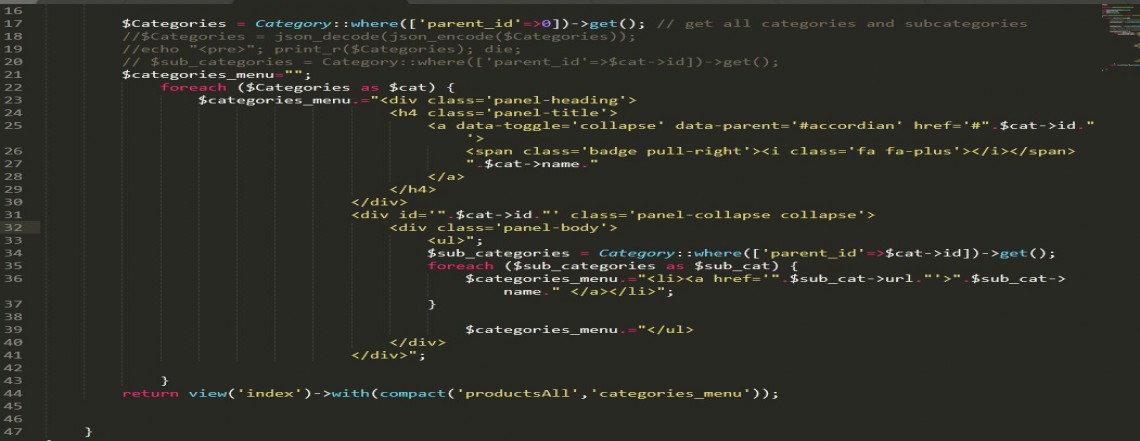 16
17 $Categories = Category::where(['parent_id'=>0])->get(); // get all categories and subcategories
18 //$Categories = json_decode(json_encode($Categories));
19 //echo "<pre>"; print_r($Categories); die;
20 // $sub_categories = Category::where(['parent_id'=>$cat->id])->get();
21 $categories_menu="";
22 foreach ($Categories as $cat) {
23 $categories_menu.="<div class='panel-heading'>
24 <h4 class='panel-title'>
25 <a data-toggle='collapse' data-parent='#accordian' href='#".$cat->id."
'>
26 <span class='badge pull-right'><i class='fa fa-plus'></i></span>
27 ".$cat->name."
28 </a>
29 </h4>
30 </div>
31 <div id='".$cat->id."' class='panel-collapse collapse'>
32 <div class='panel-body'>
33 <ul>";
34 $sub_categories = Category::where(['parent_id'=>$cat->id])->get();
35 foreach ($sub_categories as $sub_cat) {
36 $categories_menu.="<li><a href='".$sub_cat->url."'>".$sub_cat->
name." </a></li>";
37 }
38
39 $categories_menu.="</ul>
40 </div>
41 </div>";
42
43 }
44 return view('index')->with(compact('productsAll','categories_menu'));
45
46
47 }